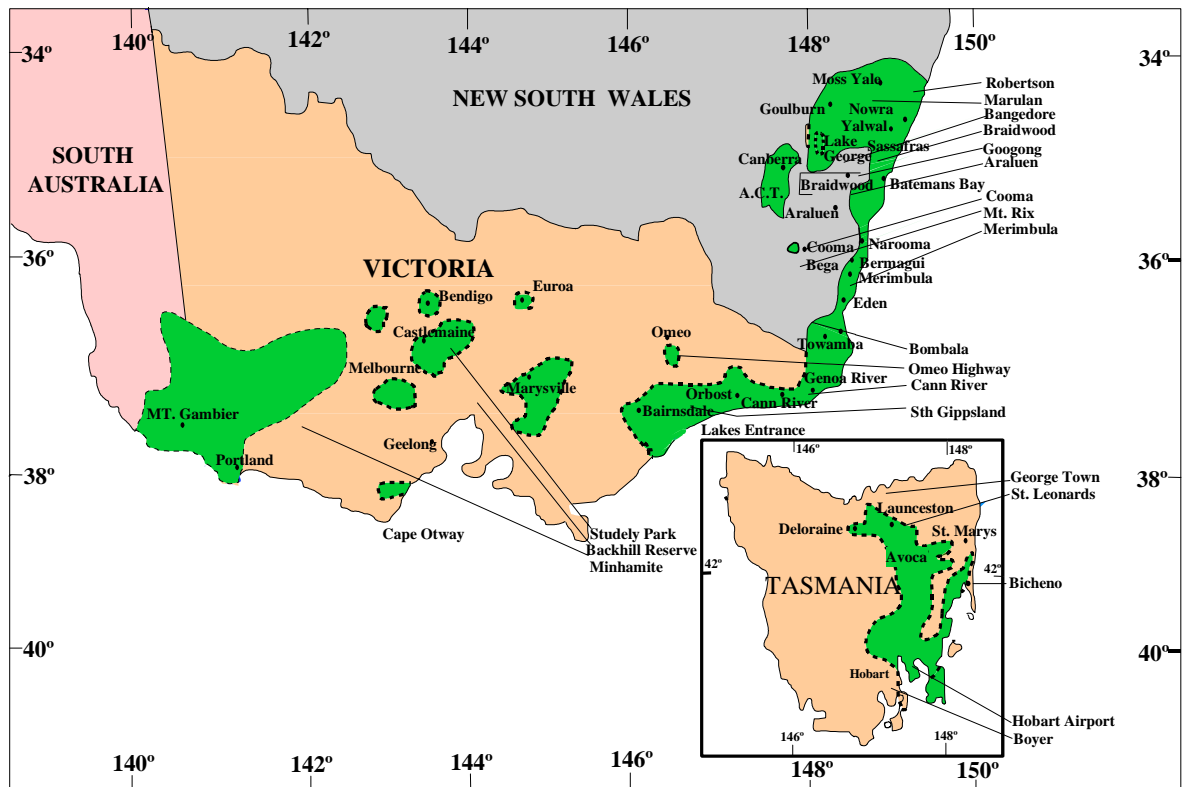 140º 142º 144º 146º 148º 150º
34º 34º
Moss Yale
Robertson
NEW SOUTH WALES
Marulan
Goulburn Nowra
Bangedore
Yalwal
Braidwood
Lake
Sassafras
SOUTH
AUSTRALIA
George
Googong
Canberra
Araluen
Braidwood
Batemans Bay
A.C.T.
Cooma
Araluen
Mt. Rix
Merimbula
Cooma
Narooma
36º 36º
VICTORIA
Bega
Bermagui
Merimbula
Euroa
Bendigo
Eden
Castlemaine
Omeo
Towamba
Bombala
Melbourne
Omeo Highway
Genoa River
Cann River
Marysville
Orbost
Cann River
MT. Gambier
Bairnsdale
Sth Gippsland
Lakes Entrance
Geelong
146º 148º
Portland
38º 38º
George Town
St. Leonards
Launceston
Deloraine
St. Marys
Cape Otway
Studely Park
Backhill Reserve
Minhamite
Avoca
42º 42º
TASMANIA
Bicheno
40º 40º
Hobart
Hobart Airport
Boyer
146º 148º
140º 142º 144º 146º 148º 150º